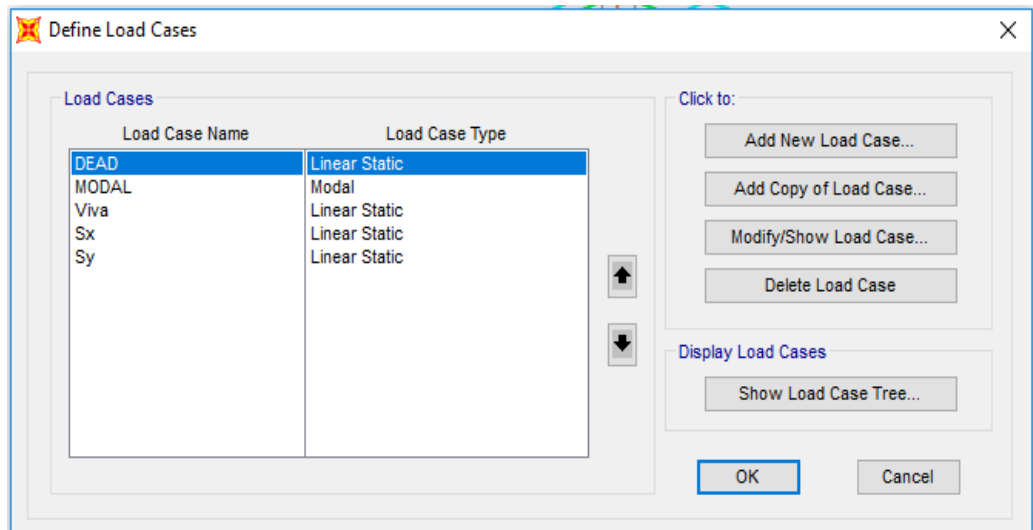 Define Load Cases
Load Cases
Load Case Name Load Case Type
DEAD Linear Static
MODAL Modal
Viva Linear Static
Sx Linear Static
Sy Linear Static
Click to:
Add New Load Case...
Add Copy of Load Case...
Modify/Show Load Case...
Delete Load Case
Display Load Cases
Show Load Case Tree...
OK Cancel